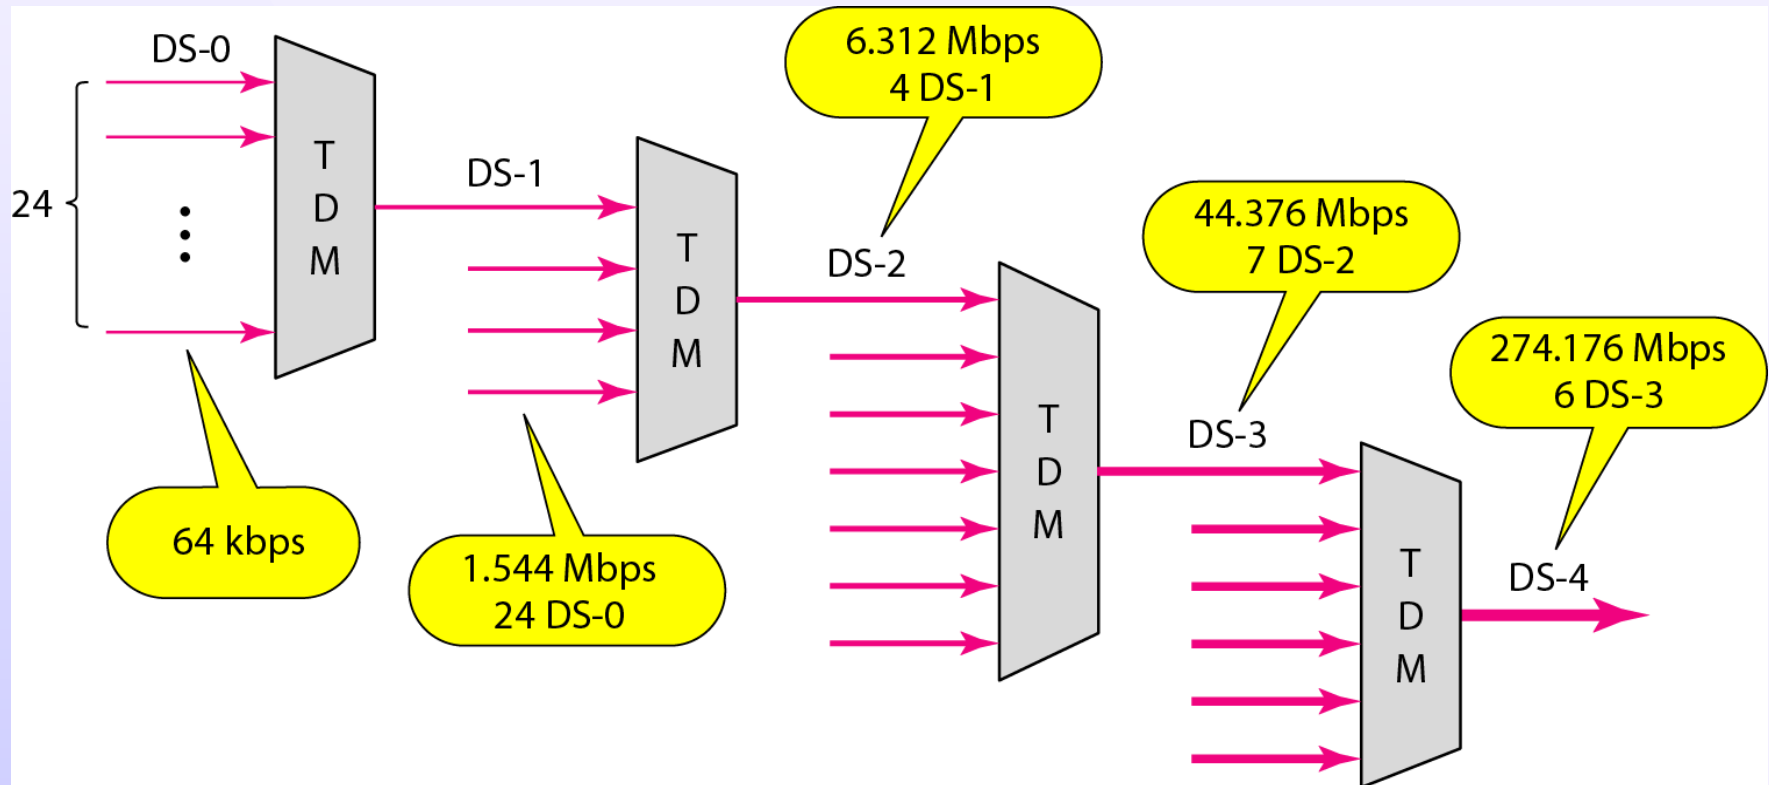 DS-0
24
T
D
M
64 kbps
DS-1
1.544 Mbps
24 DS-0
T
D
M
6.312 Mbps
4 DS-1
DS-2
T
D
M
44.376 Mbps
7 DS-2
DS-3
T
D
M
274.176 Mbps
6 DS-3
DS-4